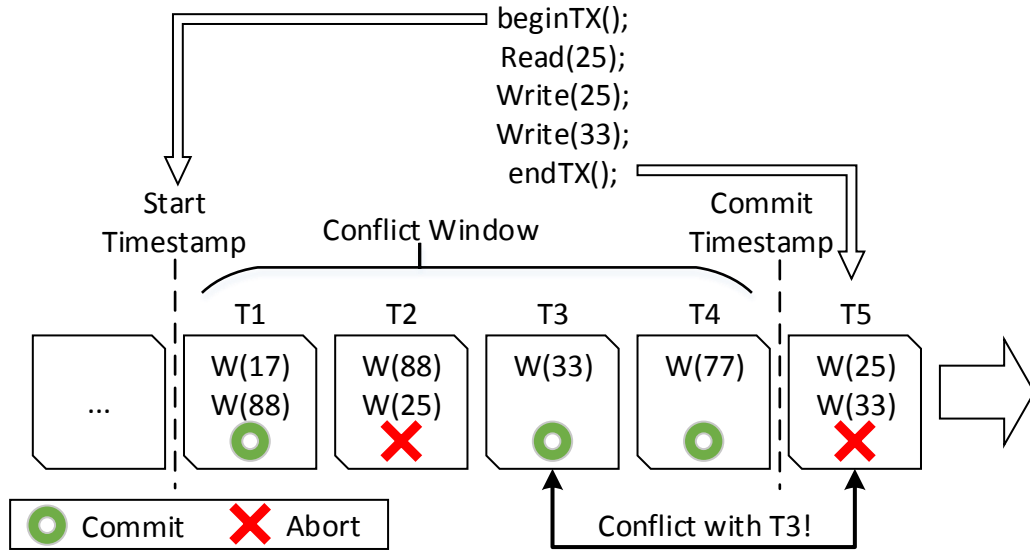 beginTX();
Read(25);
Write(25);
Write(33);
endTX();
Start
Timestamp
Conflict Window
Commit
Timestamp
T1
T2
T3
T4
T5
...
W(17)
W(88)
W(88)
W(25)
W(33)
W(77)
W(25)
W(33)
Commit
Abort
Conflict with T3!